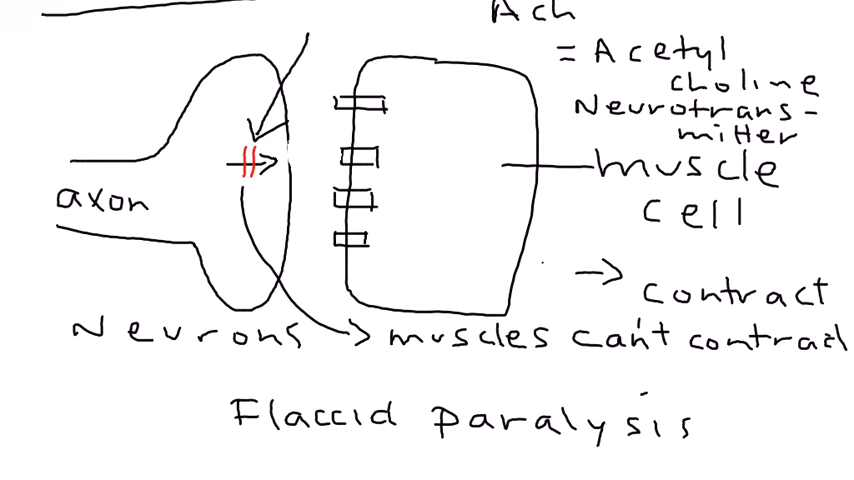 Ach
= Acetyl
choline
Neurotrans-
mitter
muscle
cell
axon
→ contract
Neurons → muscles can't contract
Flaccid paralysis